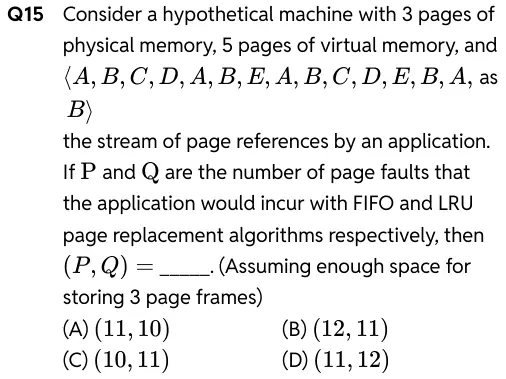 Q15 Consider a hypothetical machine with 3 pages of
physical memory, 5 pages of virtual memory, and
⟨A, B, C, D, A, B, E, A, B, C, D, E, B, A, as
B⟩
the stream of page references by an application.
If P and Q are the number of page faults that
the application would incur with FIFO and LRU
page replacement algorithms respectively, then
(P, Q) = _____. (Assuming enough space for
storing 3 page frames)
(A) (11, 10) (B) (12, 11)
(C) (10, 11) (D) (11, 12)